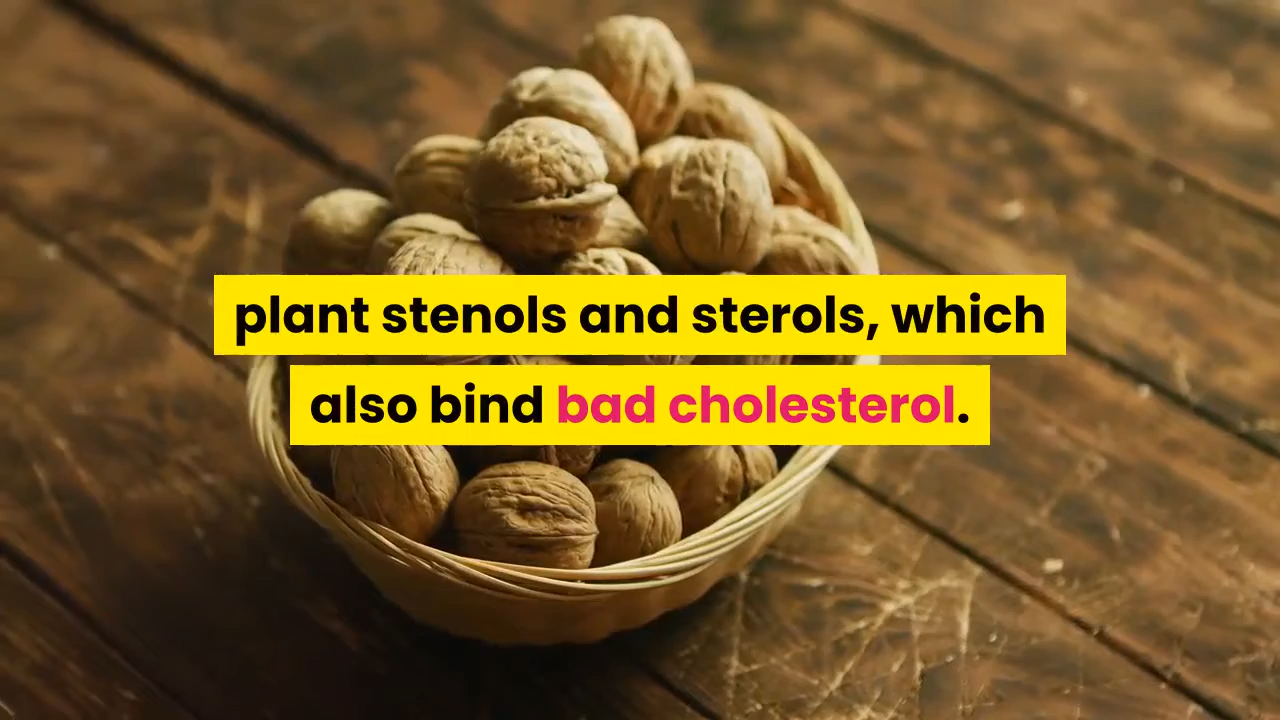 plant stenols and sterols, which
also bind bad cholesterol.